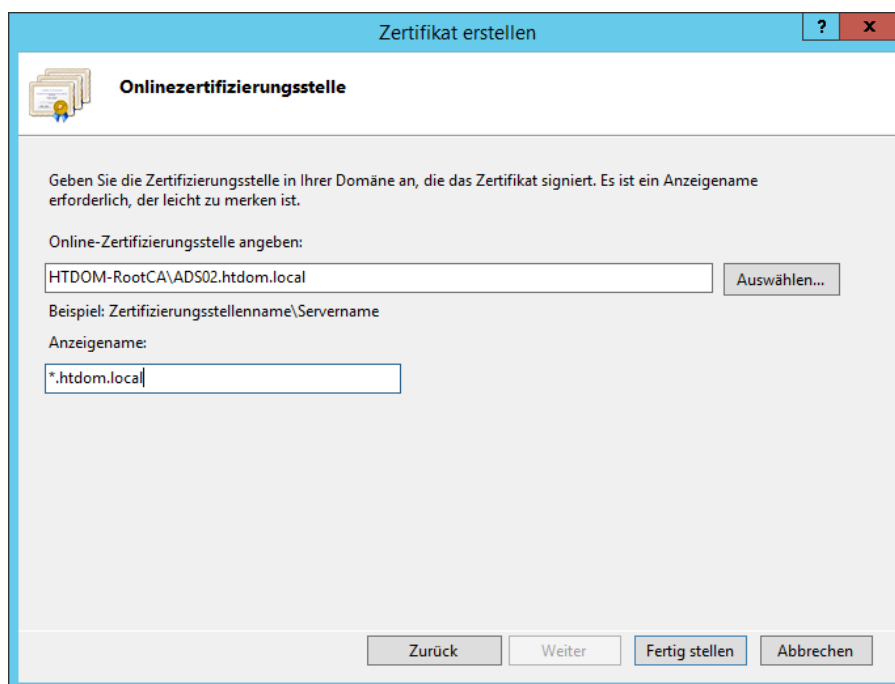 Zertifikat erstellen
?
x
Onlinezertifizierungsstelle
Geben Sie die Zertifizierungsstelle in Ihrer Domäne an, die das Zertifikat signiert. Es ist ein Anzeigename
erforderlich, der leicht zu merken ist.
Online-Zertifizierungsstelle angeben:
HTDOM-RootCA\ADS02.htdom.local
Auswählen...
Beispiel: Zertifizierungsstellenname\Servername
Anzeigename:
*.htdom.local
Zurück
Weiter
Fertig stellen
Abbrechen